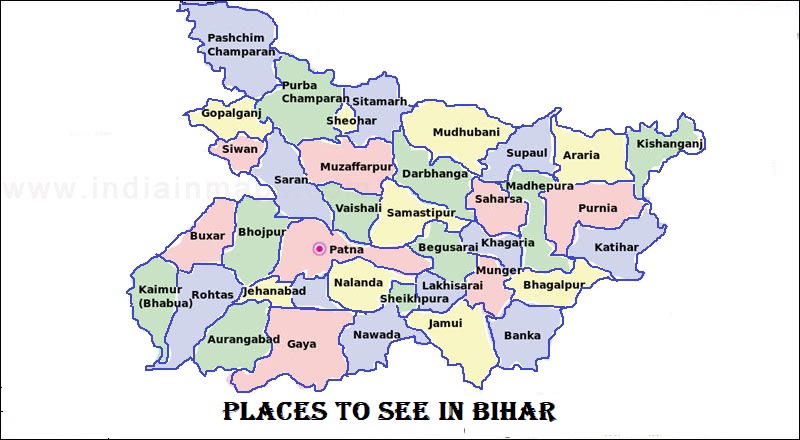 Pashchim
Champaran
Purba
Champaran
Sitamarh
Gopalganj
Sheohar
Mudhubani
Siwan
Supaul
Araria
Kishanganj
Muzaffarpur
Darbhanga
Saran
Madhepura
Saharsa
Vaishali
Samastipur
Purnia
Buxar
Bhojpur
Patna
Begusarai
Khagaria
Katihar
Munger
Kaimur
(Bhabua)
Rohtas
Jehanabad
Nalanda
Lakhisarai
Bhagalpur
Sheikhpura
Aurangabad
Gaya
Nawada
Jamui
Banka
PLACES TO SEE IN BIHAR